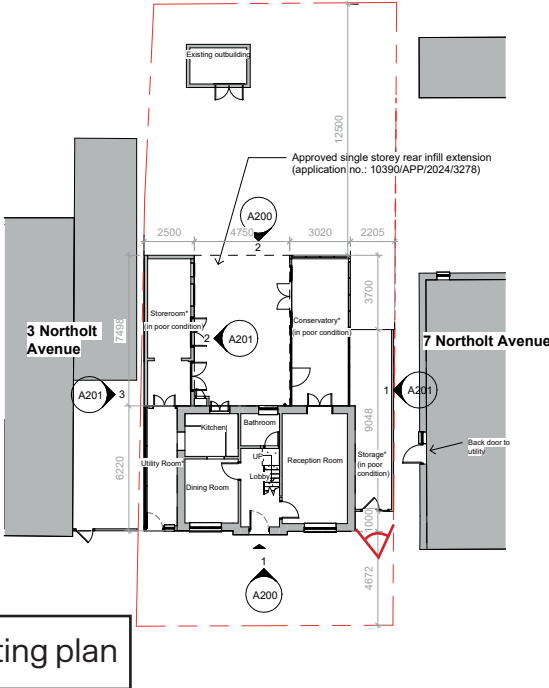 Existing outbuilding
12500
Approved single storey rear infill extension
(application no.: 10390/APP/2024/3278)
A200
2
2500
4750
3020
2205
3700
7498
Storeroom*
(in poor condition)
Conservatory*
(in poor condition)
2
A201
3 Northolt
Avenue
7 Northolt Avenue
A201
3
1
A201
9048
Kitchen
Bathroom
Back door to
utility
6220
Utility Room*
UP
Lobby
Reception Room
Storage*
(in poor
condition)
Dining Room
1000
1
A200
4672
ting plan